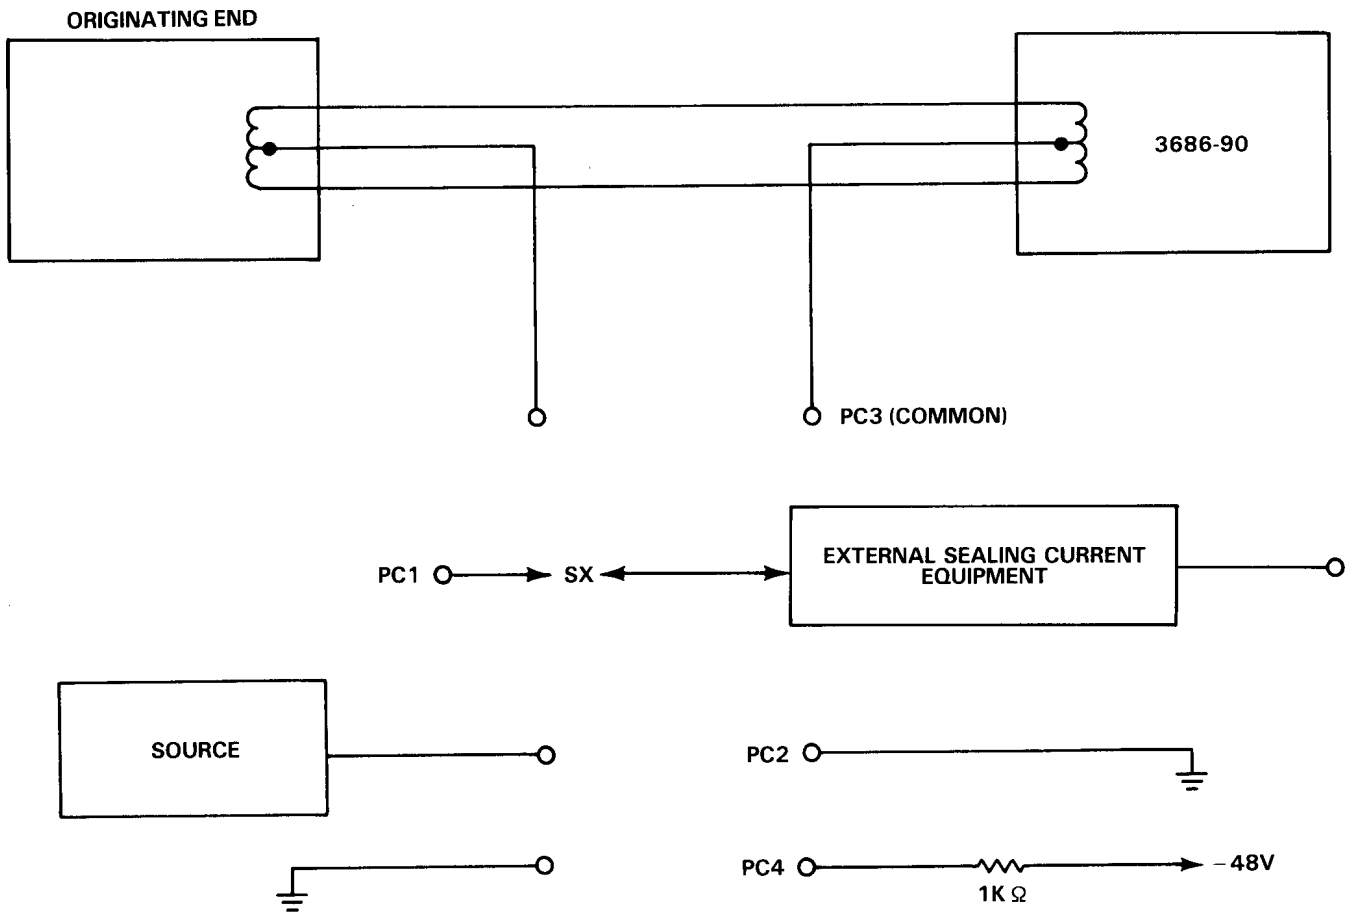 ORIGINATING END
3686-90
PC3 (COMMON)
PC1
SX
EXTERNAL SEALING CURRENT
EQUIPMENT
SOURCE
PC2
PC4
1K Ω
–48V